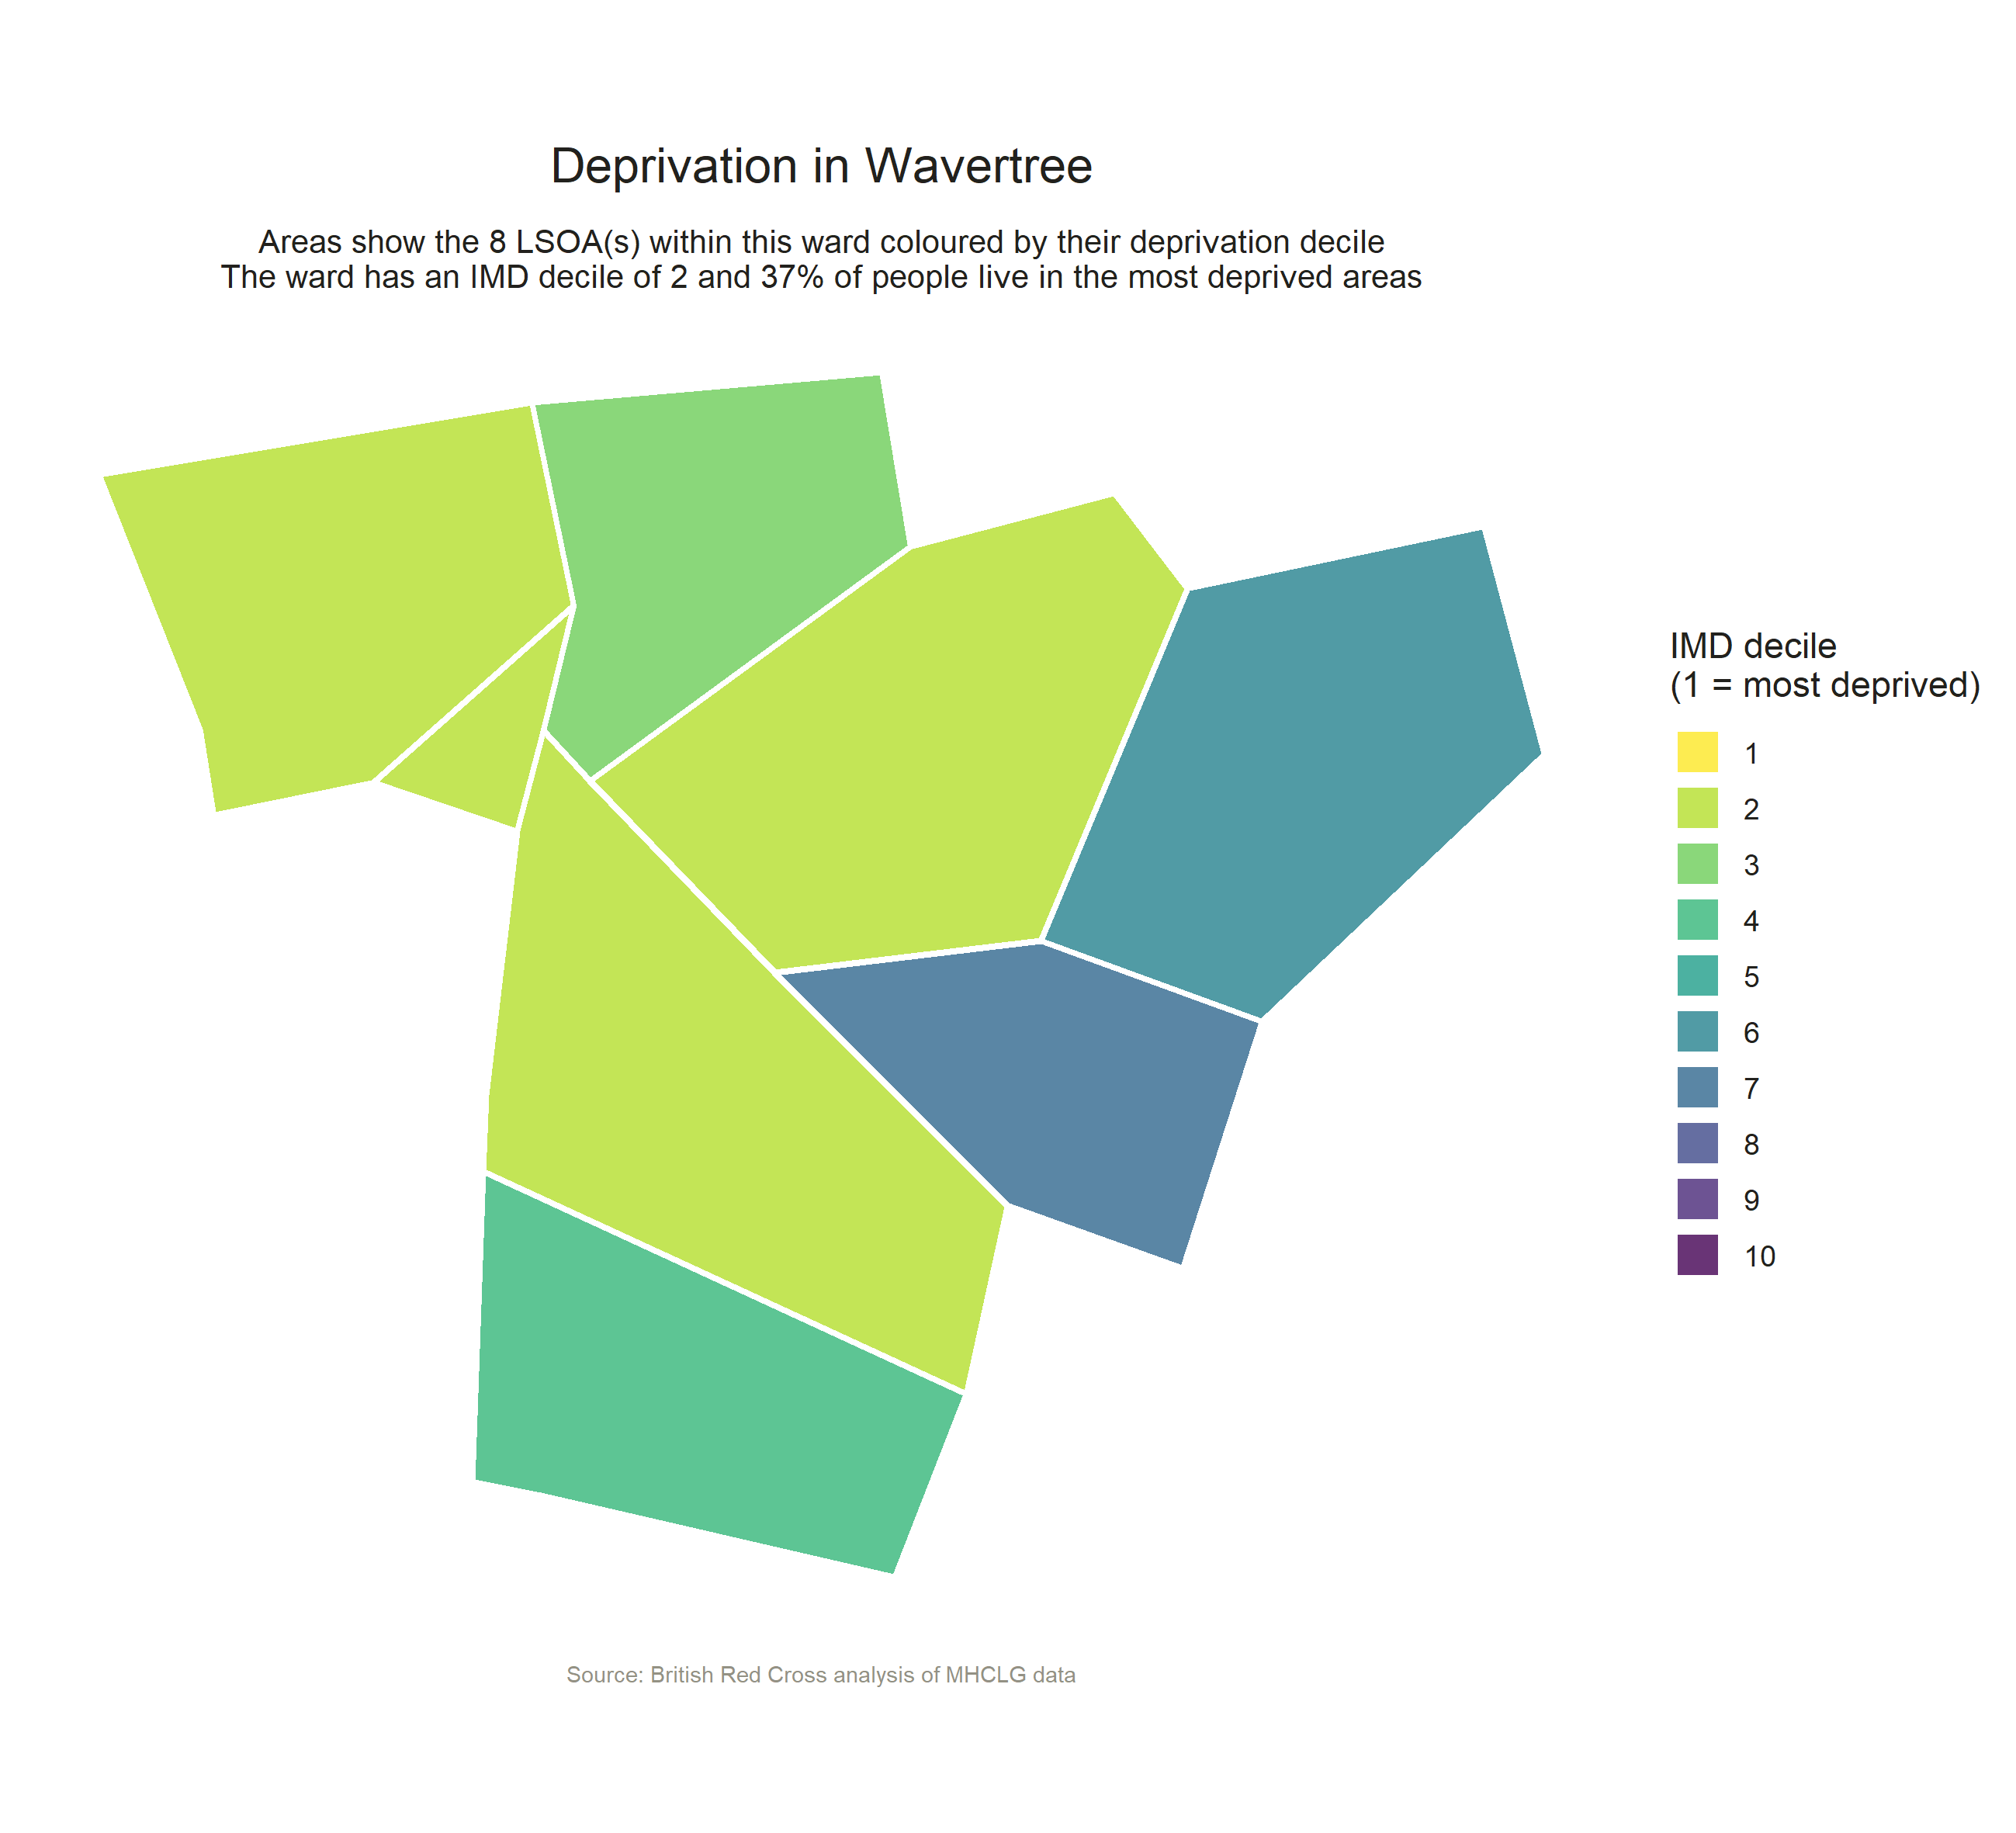 Deprivation in Wavertree
Areas show the 8 LSOA(s) within this ward coloured by their deprivation decile
The ward has an IMD decile of 2 and 37% of people live in the most deprived areas
IMD decile
(1 = most deprived)
1
2
3
4
5
6
7
8
9
10
Source: British Red Cross analysis of MHCLG data